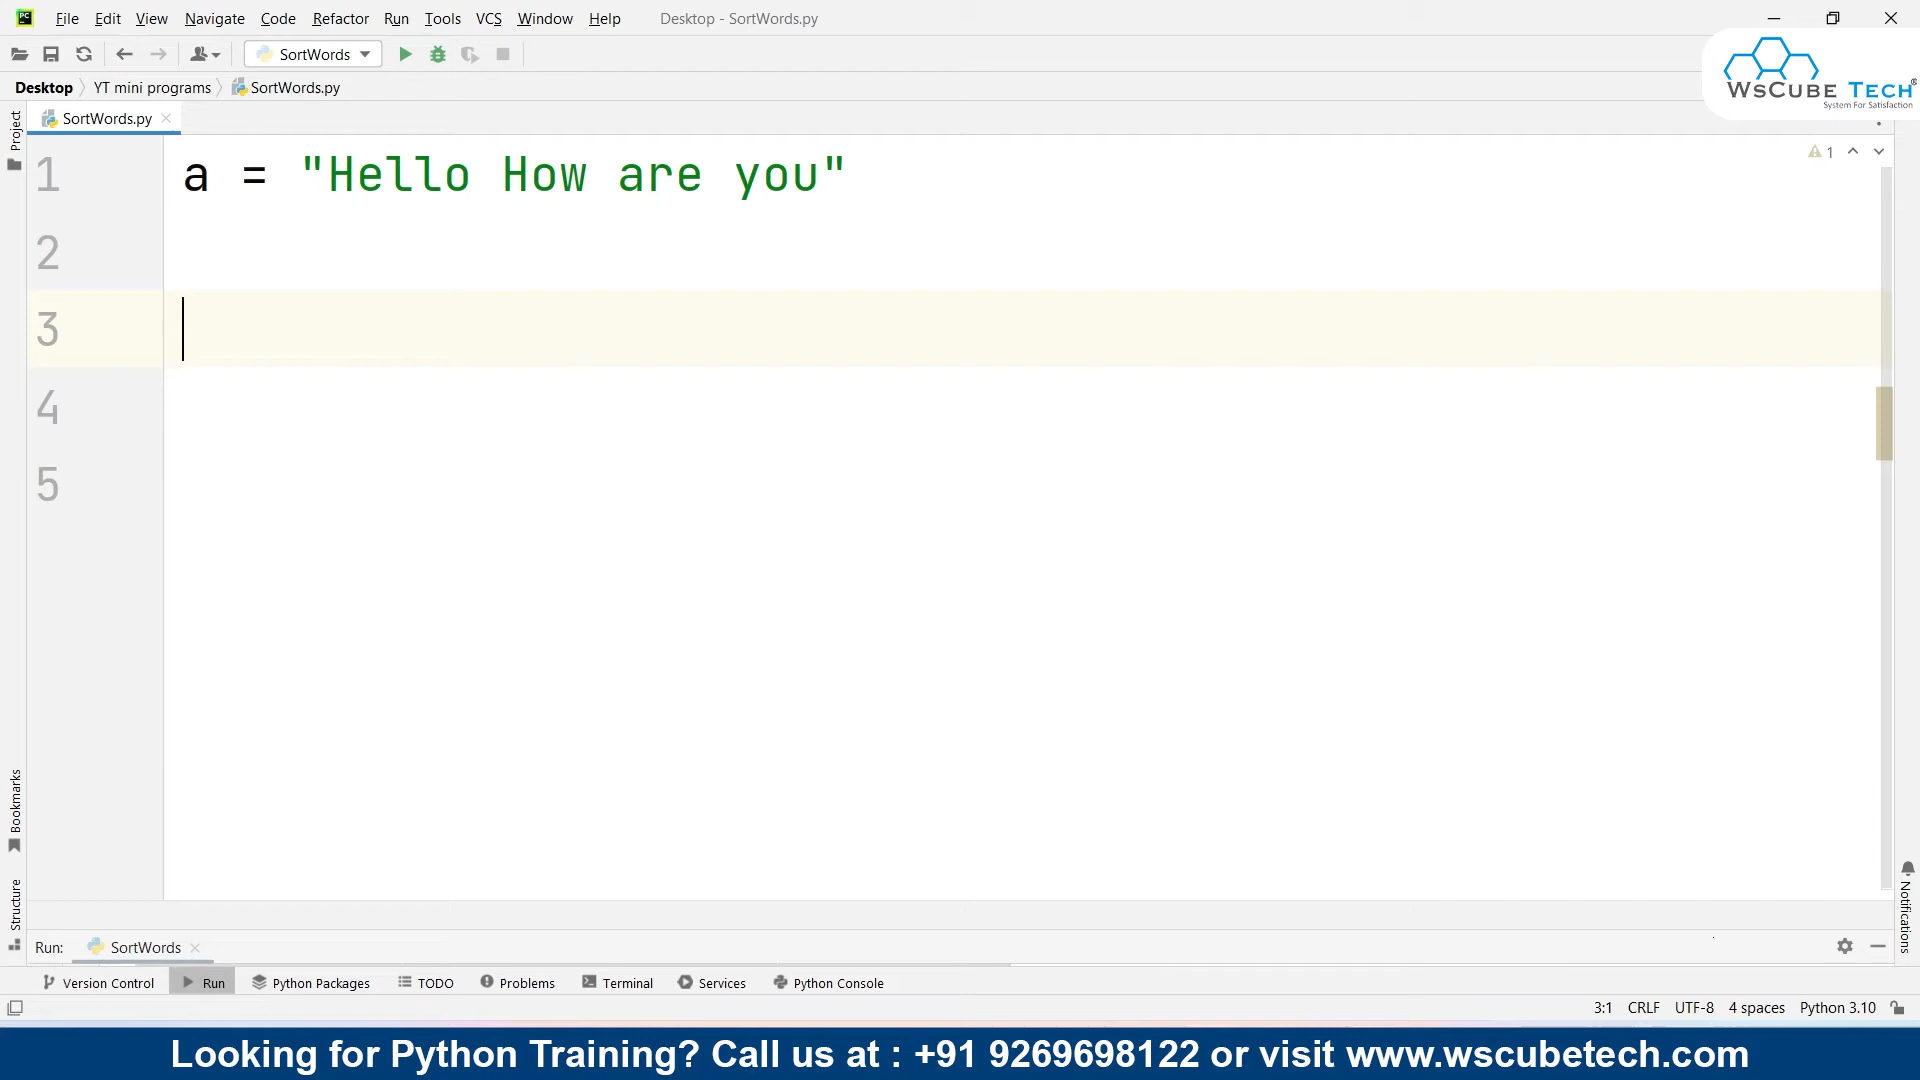 File Edit View Navigate Code Refactor Run Tools VCS Window Help Desktop - SortWords.py
SortWords
WsCube Tech®
System For Satisfaction
Desktop YT mini programs SortWords.py
Project
SortWords.py
1 a = "Hello How are you"
1
2
3
4
5
Bookmarks
Structure
Notifications
Run: SortWords
Version Control Run Python Packages TODO Problems Terminal Services Python Console
3:1 CRLF UTF-8 4 spaces Python 3.10
Looking for Python Training? Call us at : +91 9269698122 or visit www.wscubetech.com